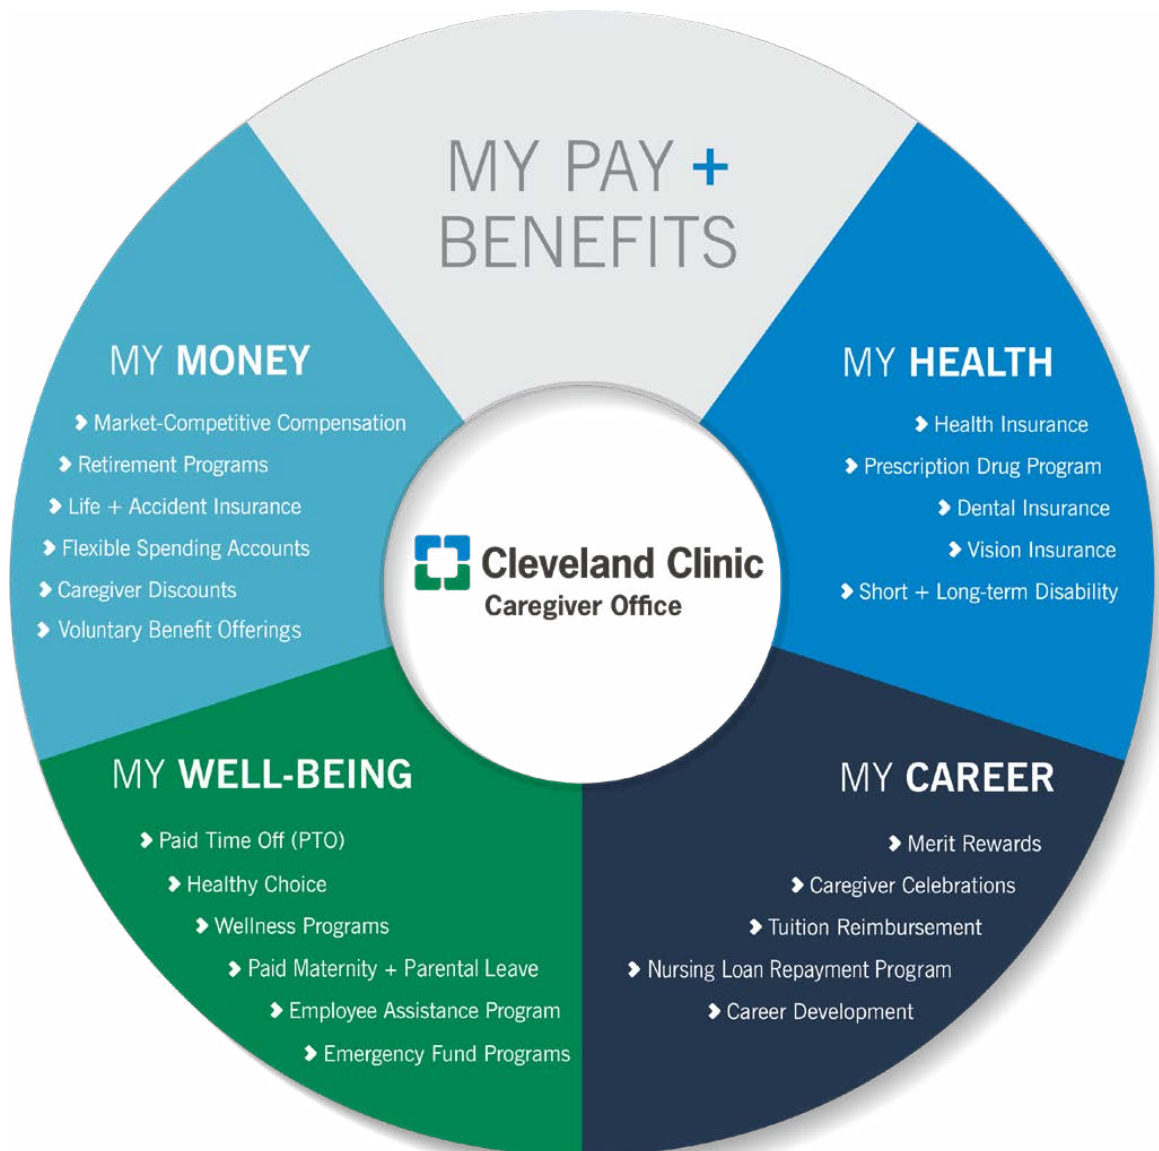 MY PAY +
BENEFITS
MY MONEY
Market-Competitive Compensation
Retirement Programs
Life + Accident Insurance
Flexible Spending Accounts
Caregiver Discounts
Voluntary Benefit Offerings
MY HEALTH
Health Insurance
Prescription Drug Program
Dental Insurance
Vision Insurance
Short + Long-term Disability
Cleveland Clinic
Caregiver Office
MY WELL-BEING
Paid Time Off (PTO)
Healthy Choice
Wellness Programs
Paid Maternity + Parental Leave
Employee Assistance Program
Emergency Fund Programs
MY CAREER
Merit Rewards
Caregiver Celebrations
Tuition Reimbursement
Nursing Loan Repayment Program
Career Development